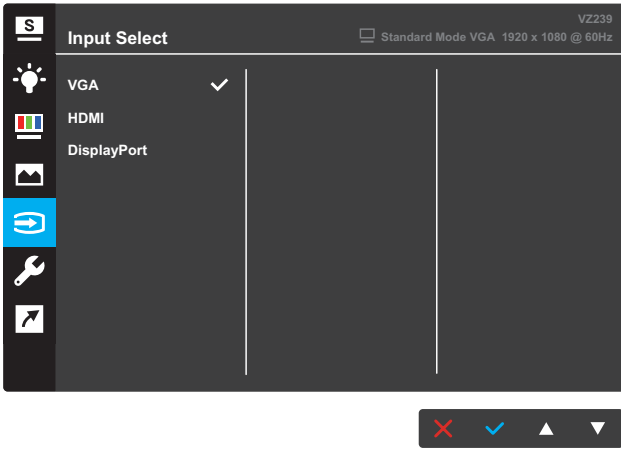 S
VZ239
Input Select
Standard Mode VGA 1920 x 1080 @ 60Hz
VGA
HDMI
DisplayPort